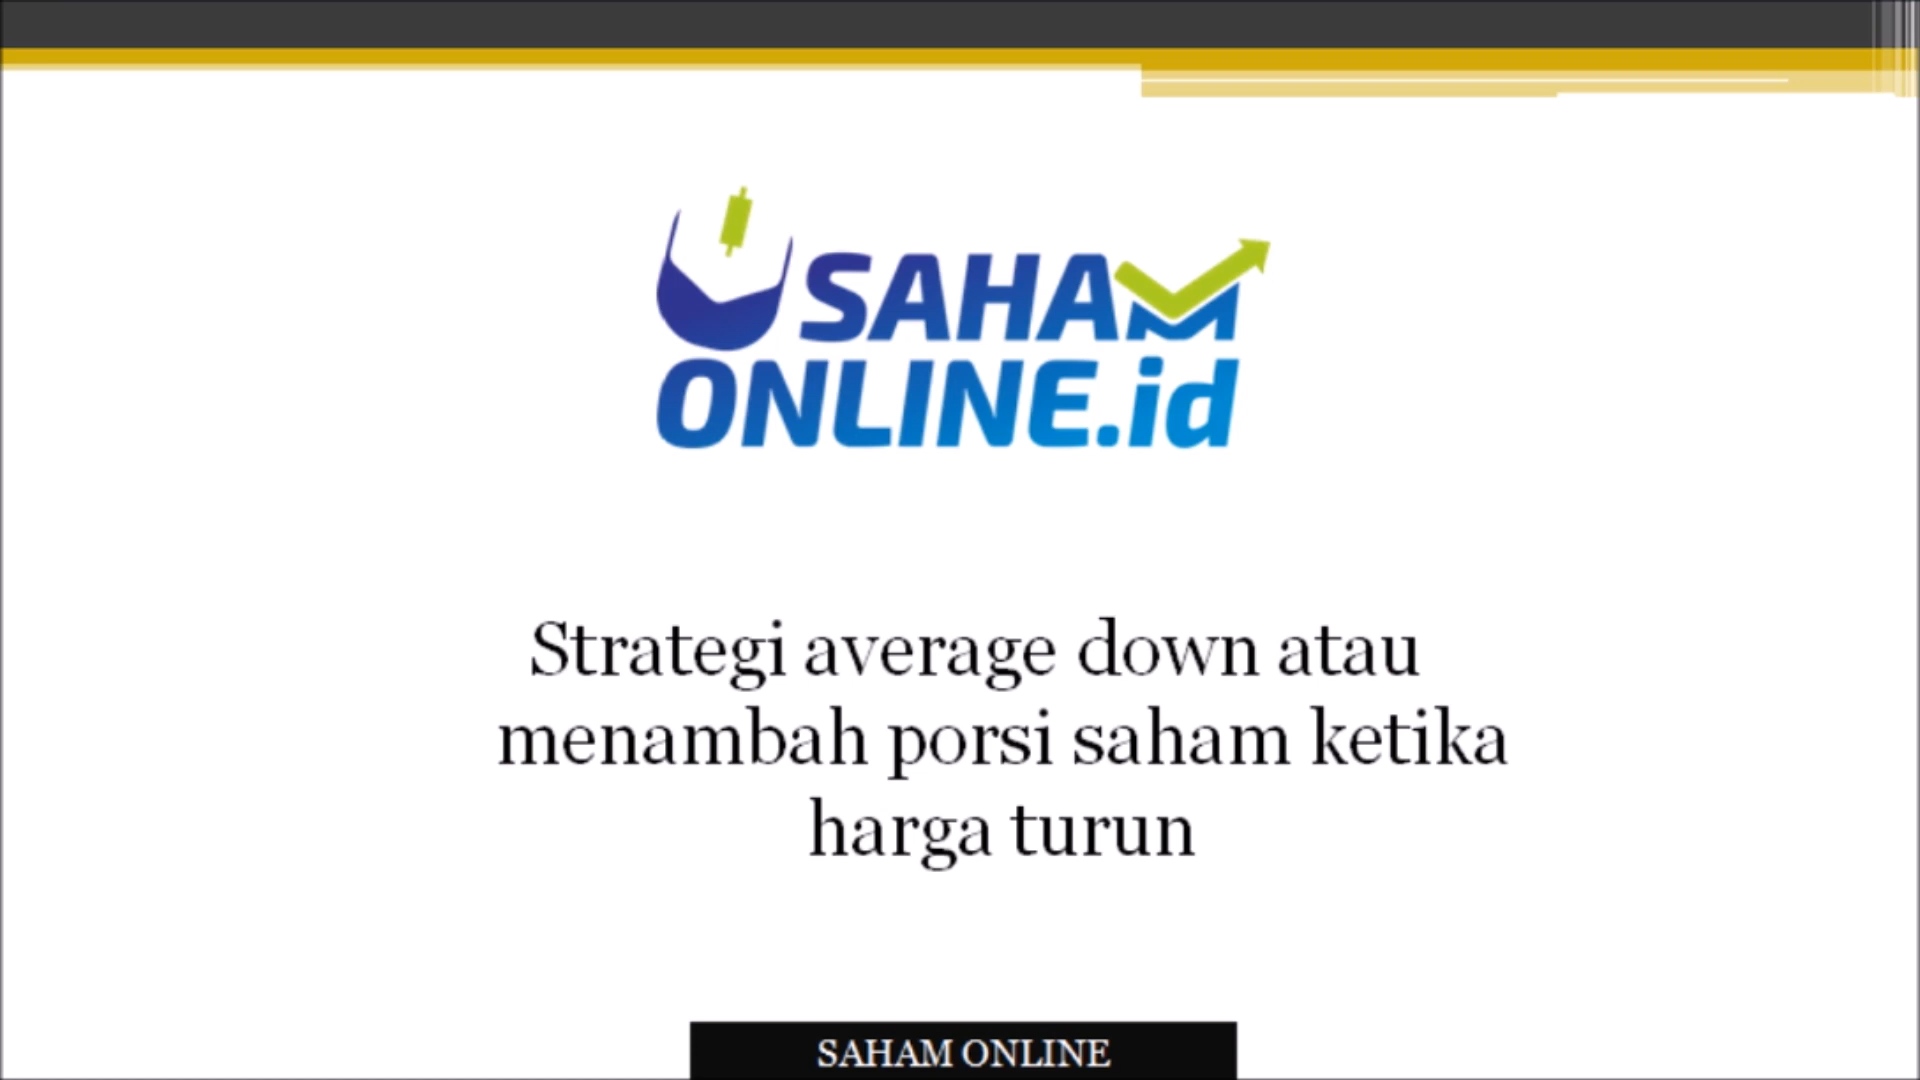 SAHAM
ONLINE.id
Strategi average down atau
menambah porsi saham ketika
harga turun
SAHAM ONLINE